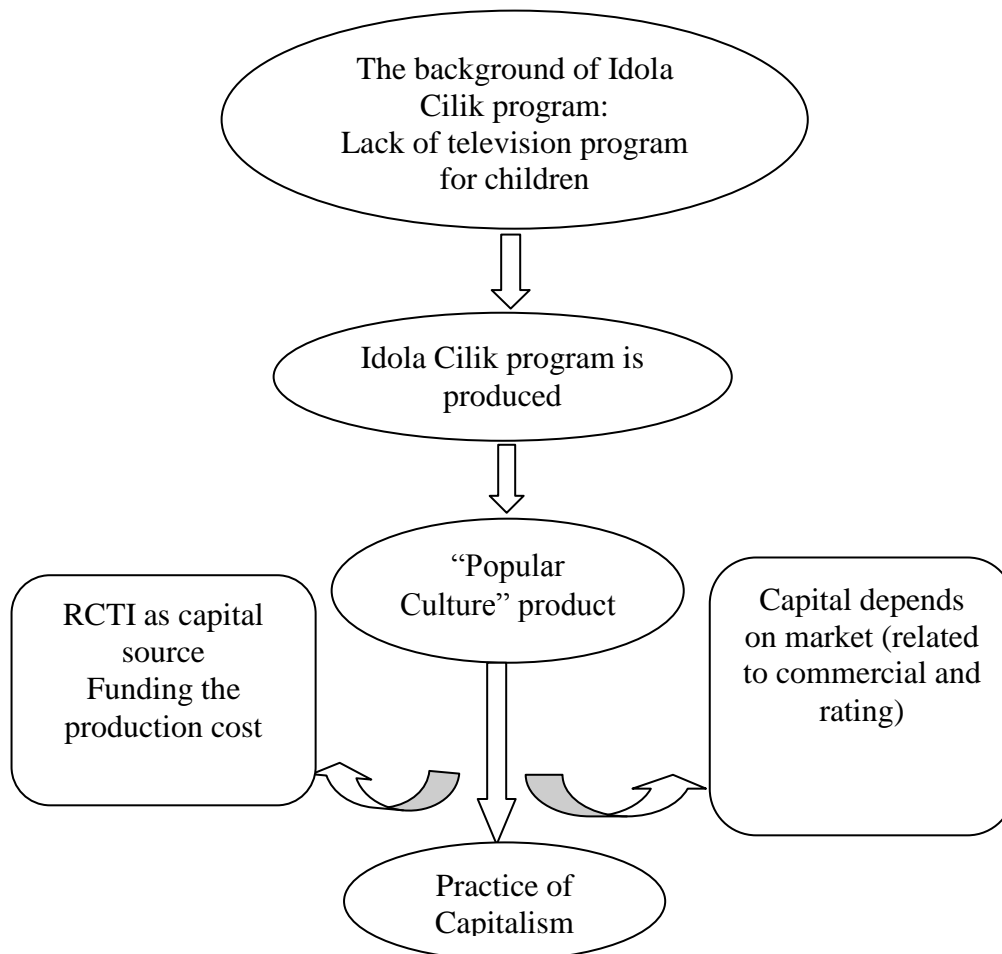 The background of Idola
Cilik program:
Lack of television program
for children
Idola Cilik program is
produced
“Popular
Culture” product
RCTI as capital
source
Funding the
production cost
Capital depends
on market (related
to commercial and
rating)
Practice of
Capitalism